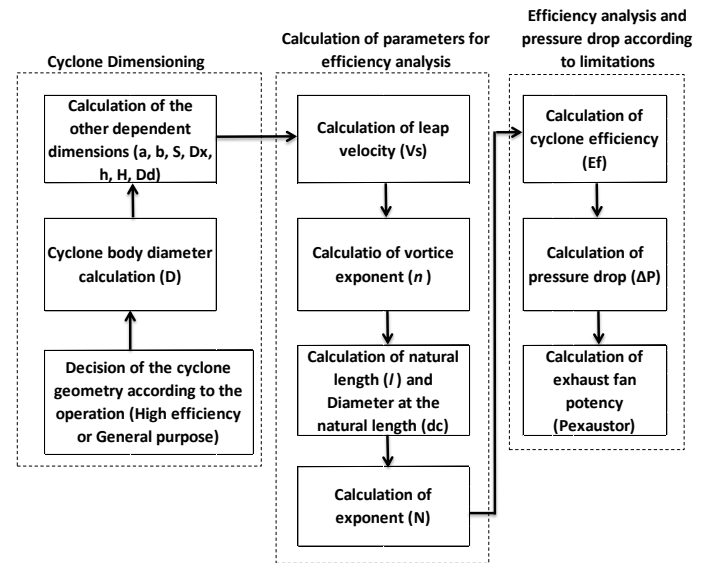 Cyclone Dimensioning
Calculation of the
other dependent
dimensions (a, b, S, Dx,
h, H, Dd)
Cyclone body diameter
calculation (D)
Decision of the cyclone
geometry according to the
operation (High efficiency
or General purpose)
Calculation of parameters for
efficiency analysis
Calculation of leap
velocity (Vs)
Calculatio of vortice
exponent (n )
Calculation of natural
length (l ) and
Diameter at the
natural length (dc)
Calculation of
exponent (N)
Efficiency analysis and
pressure drop according
to limitations
Calculation of
cyclone efficiency
(Ef)
Calculation of
pressure drop (ΔP)
Calculation of
exhaust fan
potency
(Pexaustor)